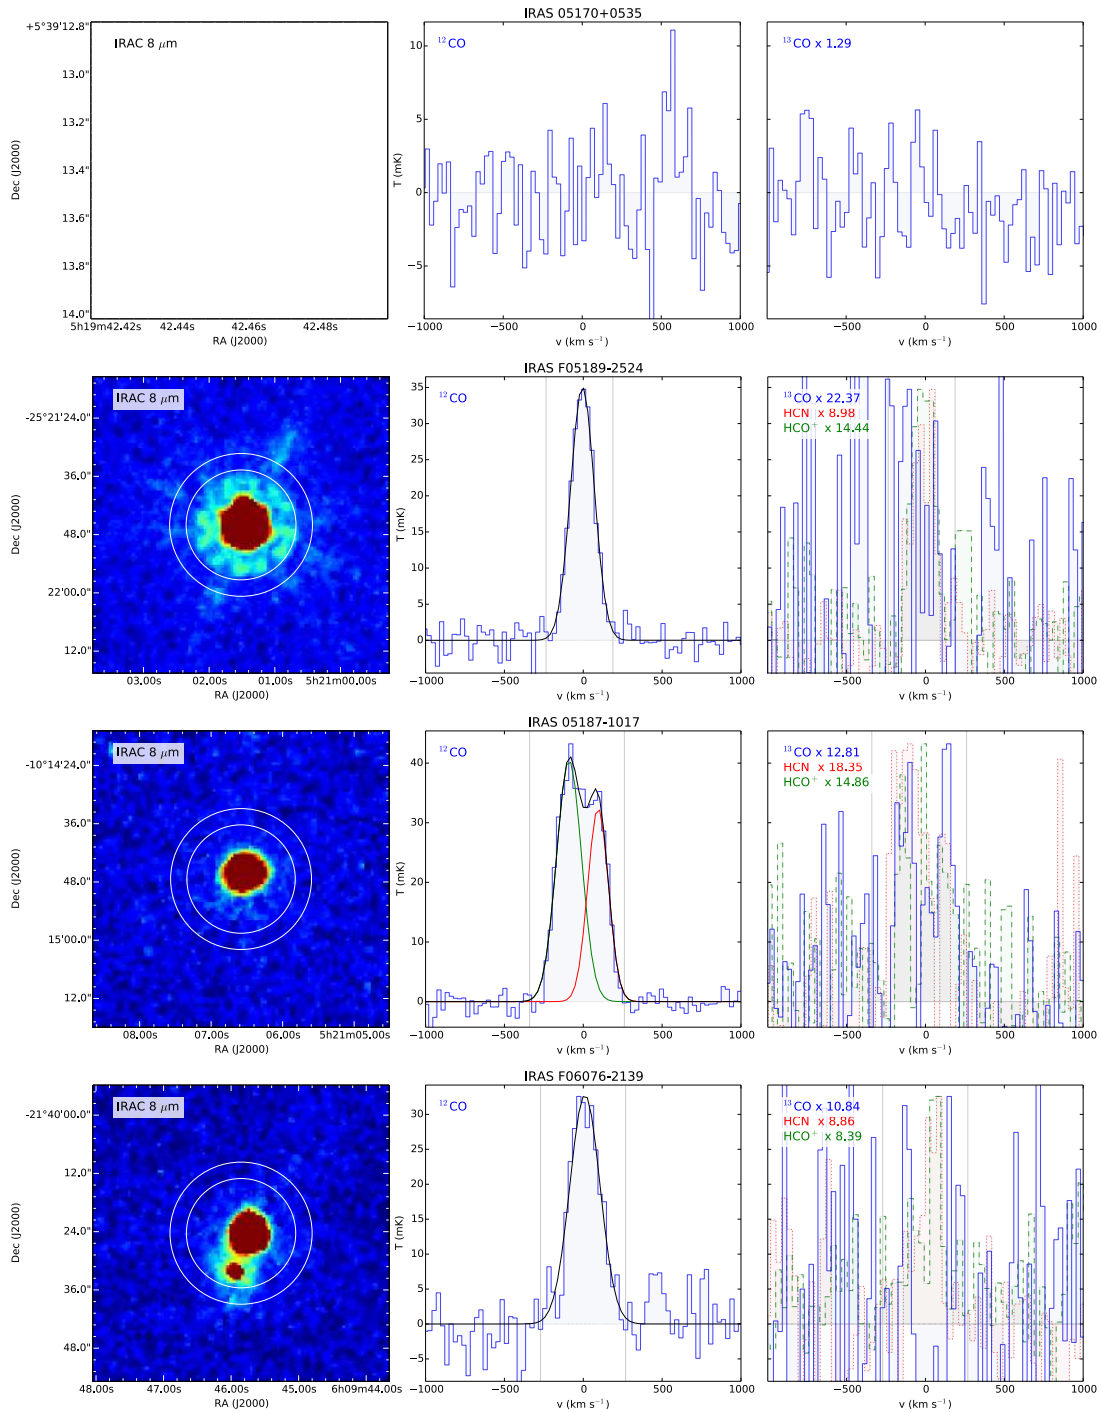 IRAS 05170+0535
+5°39'12.8"
13.0"
13.2"
13.4"
13.6"
13.8"
14.0"
Dec (J2000)
IRAC 8 μm
5h19m42.42s 42.44s 42.46s 42.48s
RA (J2000)
¹²CO
10
5
0
−5
T (mK)
−1000 −500 0 500 1000
v (km s⁻¹)
¹³CO x 1.29
−500 0 500 1000
v (km s⁻¹)
IRAS F05189-2524
-25°21'24.0"
36.0"
48.0"
22'00.0"
12.0"
Dec (J2000)
IRAC 8 μm
03.00s 02.00s 01.00s 5h21m00.00s
RA (J2000)
¹²CO
35
30
25
20
15
10
5
0
T (mK)
−1000 −500 0 500 1000
v (km s⁻¹)
¹³CO x 22.37
HCN x 8.98
HCO⁺ x 14.44
−500 0 500 1000
v (km s⁻¹)
IRAS 05187-1017
-10°14'24.0"
36.0"
48.0"
15'00.0"
12.0"
Dec (J2000)
IRAC 8 μm
08.00s 07.00s 06.00s 5h21m05.00s
RA (J2000)
¹²CO
40
30
20
10
0
T (mK)
−1000 −500 0 500 1000
v (km s⁻¹)
¹³CO x 12.81
HCN x 18.35
HCO⁺ x 14.86
−500 0 500 1000
v (km s⁻¹)
IRAS F06076-2139
-21°40'00.0"
12.0"
24.0"
36.0"
48.0"
Dec (J2000)
IRAC 8 μm
48.00s 47.00s 46.00s 45.00s 6h09m44.00s
RA (J2000)
¹²CO
30
25
20
15
10
5
0
−5
T (mK)
−1000 −500 0 500 1000
v (km s⁻¹)
¹³CO x 10.84
HCN x 8.86
HCO⁺ x 8.39
−500 0 500 1000
v (km s⁻¹)